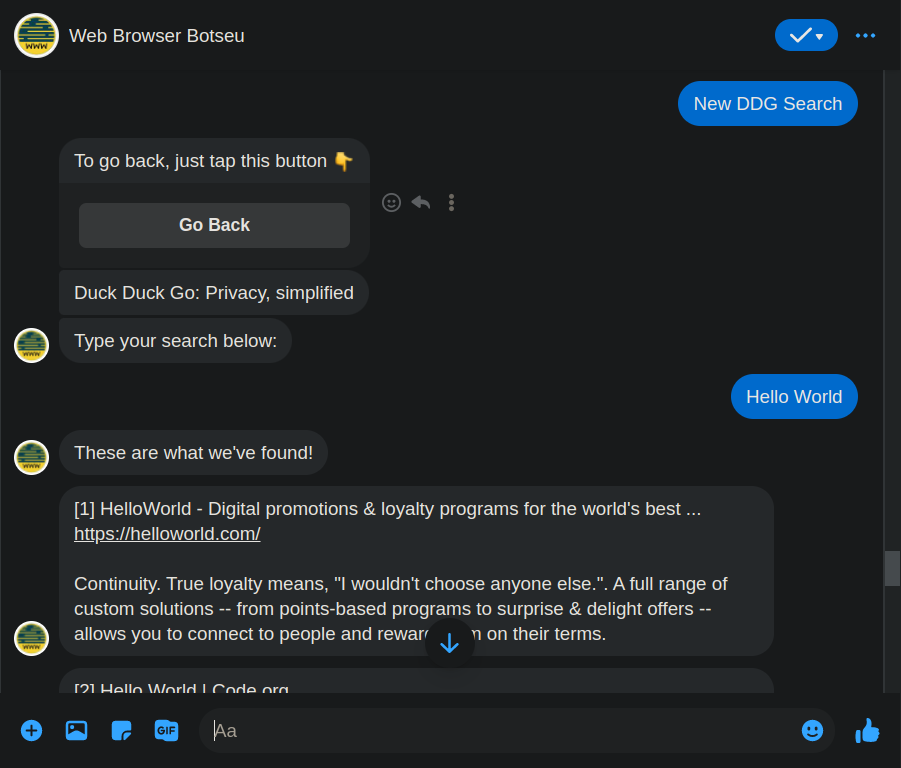 Web Browser Botseu
New DDG Search
To go back, just tap this button 👇
Go Back
Duck Duck Go: Privacy, simplified
Type your search below:
Hello World
These are what we've found!
[1] HelloWorld - Digital promotions & loyalty programs for the world's best ...
https://helloworld.com/
Continuity. True loyalty means, "I wouldn't choose anyone else.". A full range of
custom solutions -- from points-based programs to surprise & delight offers --
allows you to connect to people and on their terms.
[2] Hello World | Code.org
GIF
Aa